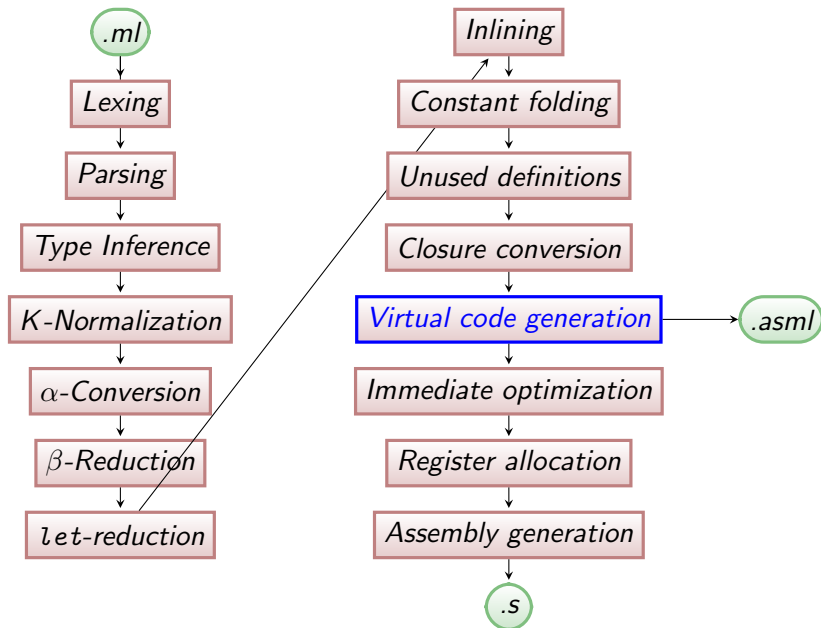 .ml
Lexing
Parsing
Type Inference
K-Normalization
α-Conversion
β-Reduction
let-reduction
Inlining
Constant folding
Unused definitions
Closure conversion
Virtual code generation
.asml
Immediate optimization
Register allocation
Assembly generation
.s